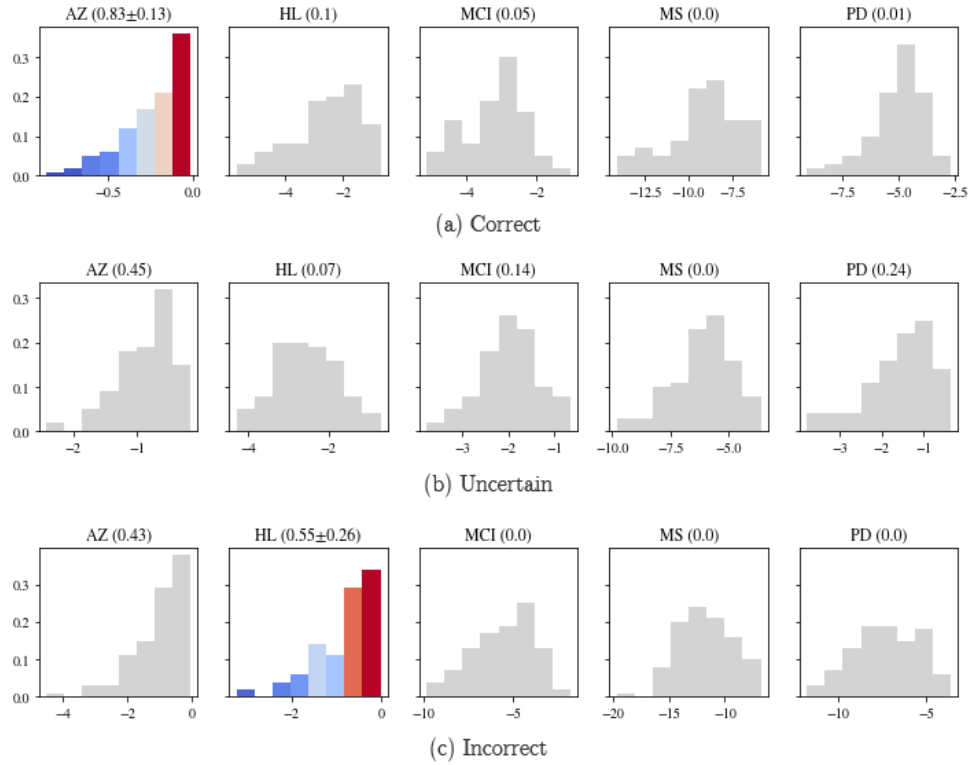 AZ (0.83±0.13) HL (0.1) MCI (0.05) MS (0.0) PD (0.01)
0.3
0.2
0.1
0.0
−0.5 0.0 −4 −2 −4 −2 −12.5 −10.0 −7.5 −7.5 −5.0 −2.5
(a) Correct
AZ (0.45) HL (0.07) MCI (0.14) MS (0.0) PD (0.24)
0.3
0.2
0.1
0.0
−2 −1 −4 −2 −3 −2 −1 −10.0 −7.5 −5.0 −3 −2 −1
(b) Uncertain
AZ (0.43) HL (0.55±0.26) MCI (0.0) MS (0.0) PD (0.0)
0.3
0.2
0.1
0.0
−4 −2 0 −2 0 −10 −5 −20 −15 −10 −10 −5
(c) Incorrect